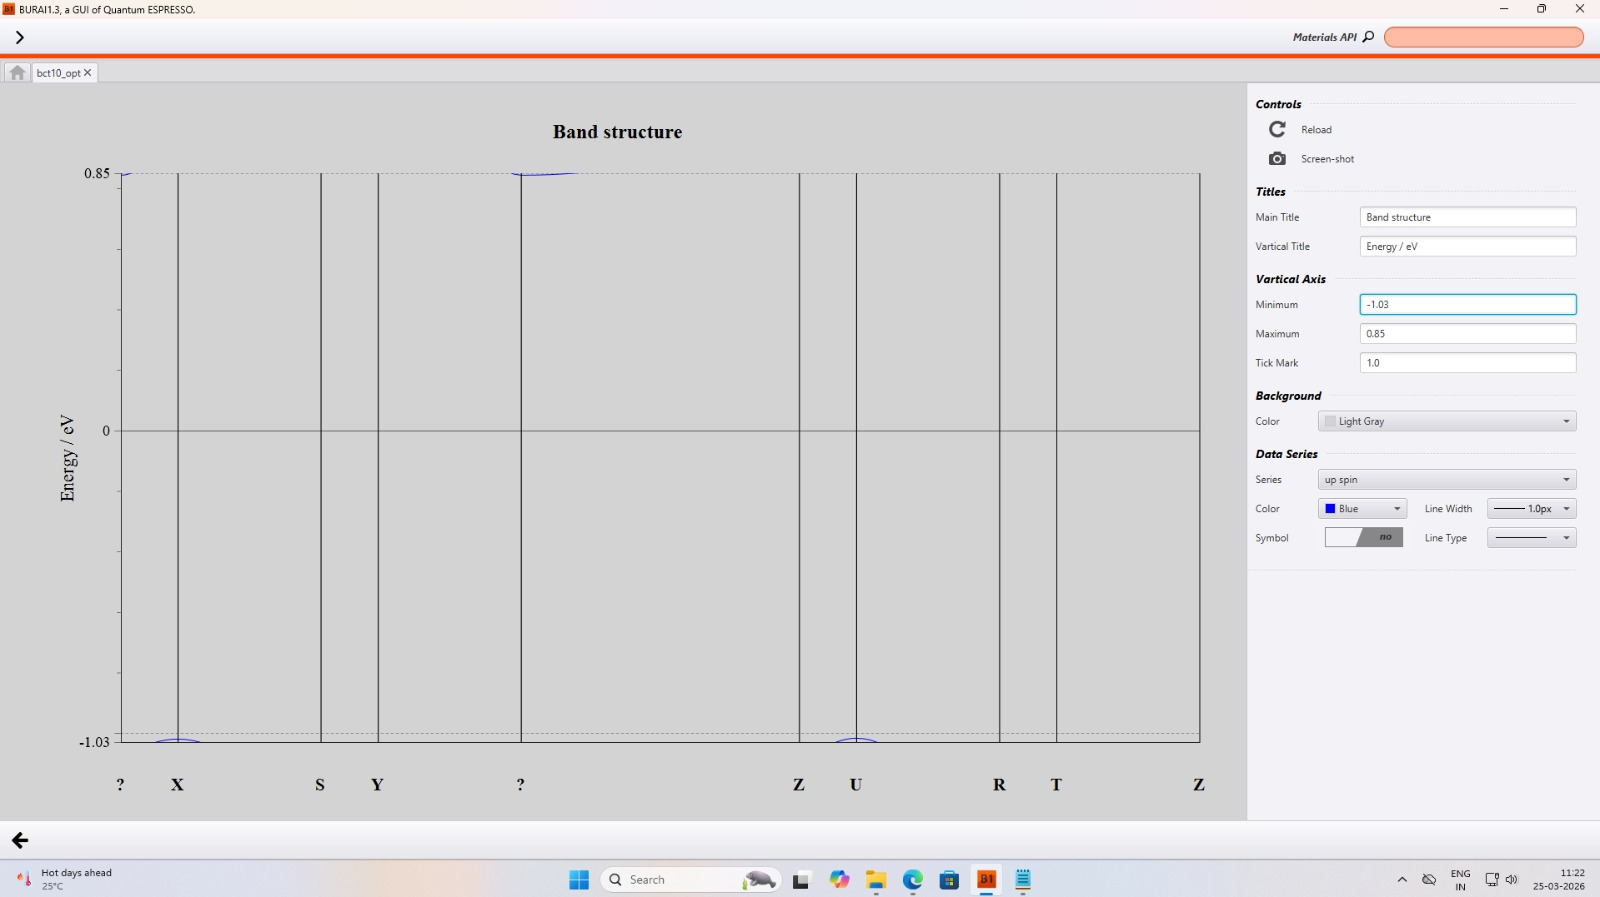 BURAI1.3, a GUI of Quantum ESPRESSO.
Materials API
bct10_opt
Band structure
0.85
0
-1.03
Energy / eV
? X S Y ? Z U R T Z
Controls
Reload
Screen-shot
Titles
Main Title Band structure
Vartical Title Energy / eV
Vartical Axis
Minimum -1.03
Maximum 0.85
Tick Mark 1.0
Background
Color Light Gray
Data Series
Series up spin
Color Blue Line Width 1.0px
Symbol no Line Type
Hot days ahead
25°C
Search
B1
ENG
IN
11:22
25-03-2026